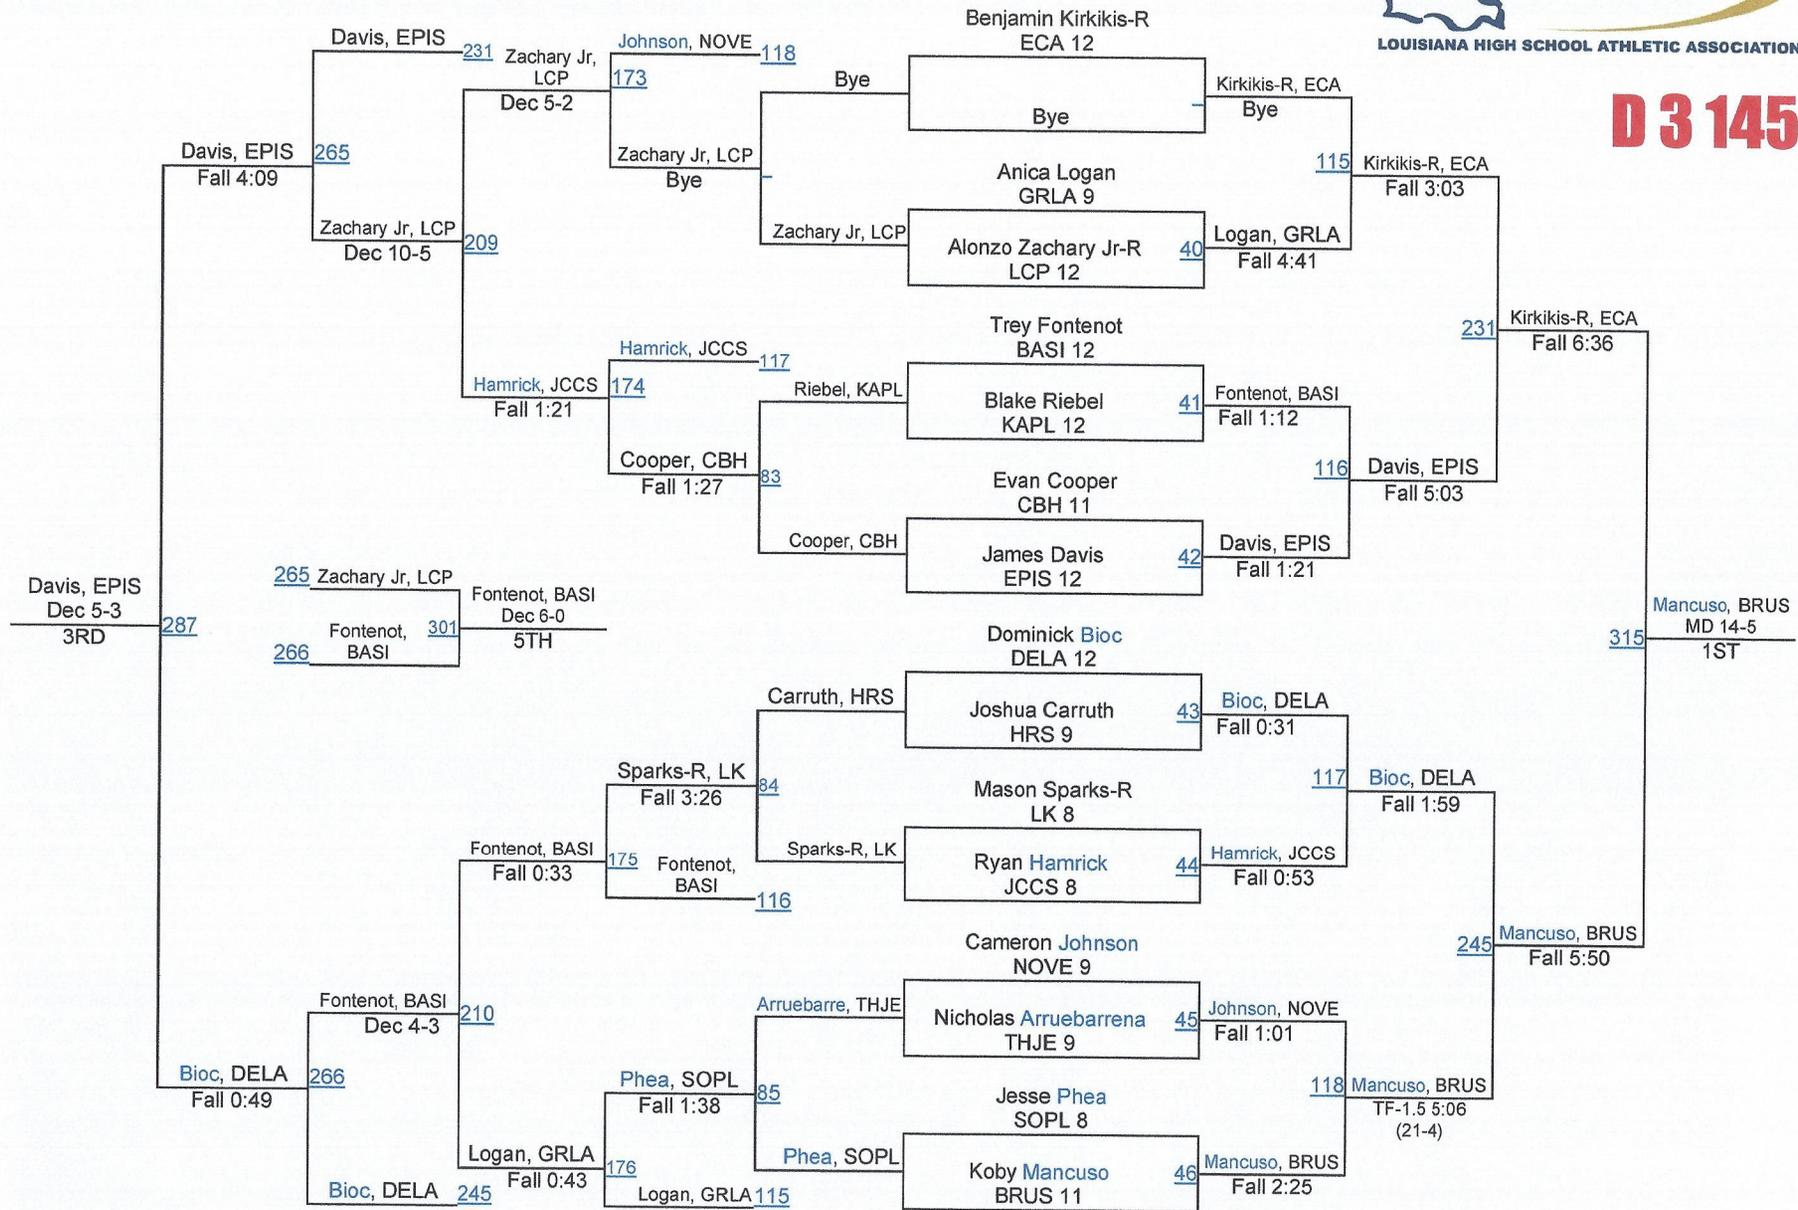 LOUISIANA HIGH SCHOOL ATHLETIC ASSOCIATION
D 3 145
Davis, EPIS
231
Zachary Jr,
LCP
Dec 5-2
Johnson, NOVE
118
173
Bye
Benjamin Kirkikis-R
ECA 12
Bye
Kirkikis-R, ECA
Bye
Davis, EPIS
Fall 4:09
265
Zachary Jr, LCP
Bye
Anica Logan
GRLA 9
115
Kirkikis-R, ECA
Fall 3:03
Zachary Jr, LCP
Dec 10-5
209
Zachary Jr, LCP
Alonzo Zachary Jr-R
LCP 12
40
Logan, GRLA
Fall 4:41
Trey Fontenot
BASI 12
231
Kirkikis-R, ECA
Fall 6:36
Hamrick, JCCS
117
Hamrick, JCCS
Fall 1:21
174
Riebel, KAPL
Blake Riebel
KAPL 12
41
Fontenot, BASI
Fall 1:12
Cooper, CBH
Fall 1:27
83
Evan Cooper
CBH 11
116
Davis, EPIS
Fall 5:03
Cooper, CBH
James Davis
EPIS 12
42
Davis, EPIS
Fall 1:21
Davis, EPIS
Dec 5-3
3RD
287
265
Zachary Jr, LCP
Fontenot,
BASI
266
301
Fontenot, BASI
Dec 6-0
5TH
Dominick Bioc
DELA 12
315
Mancuso, BRUS
MD 14-5
1ST
Carruth, HRS
Joshua Carruth
HRS 9
43
Bioc, DELA
Fall 0:31
Sparks-R, LK
Fall 3:26
84
Mason Sparks-R
LK 8
117
Bioc, DELA
Fall 1:59
Fontenot, BASI
Fall 0:33
175
Fontenot,
BASI
116
Sparks-R, LK
Ryan Hamrick
JCCS 8
44
Hamrick, JCCS
Fall 0:53
Cameron Johnson
NOVE 9
245
Mancuso, BRUS
Fall 5:50
Fontenot, BASI
Dec 4-3
210
Arruebarre, THJE
Nicholas Arruebarrena
THJE 9
45
Johnson, NOVE
Fall 1:01
Bioc, DELA
Fall 0:49
266
Phea, SOPL
Fall 1:38
85
Jesse Phea
SOPL 8
118
Mancuso, BRUS
TF-1.5 5:06
(21-4)
Logan, GRLA
Fall 0:43
176
Phea, SOPL
Koby Mancuso
BRUS 11
46
Mancuso, BRUS
Fall 2:25
Bioc, DELA
245
Logan, GRLA
115